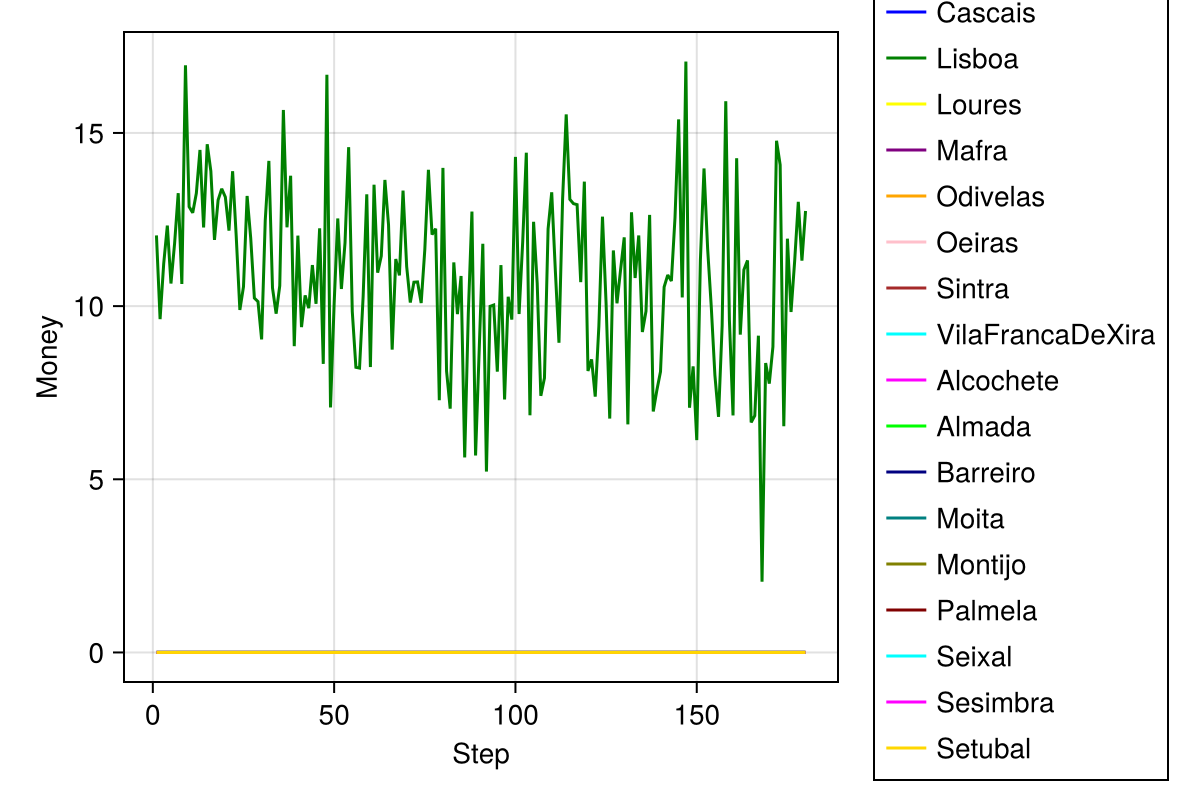 Money
15
10
5
0
0
50
100
150
Step
Cascais
Lisboa
Loures
Mafra
Odivelas
Oeiras
Sintra
VilaFrancaDeXira
Alcochete
Almada
Barreiro
Moita
Montijo
Palmela
Seixal
Sesimbra
Setubal